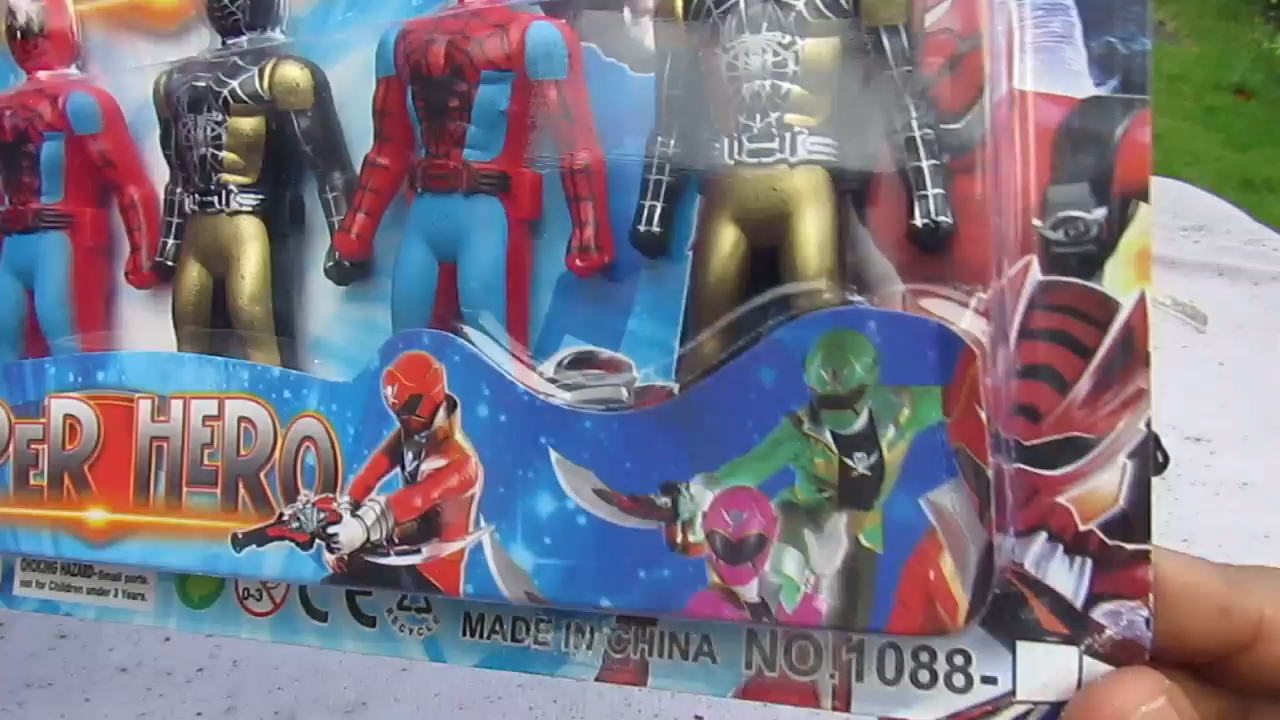 PER HERO
CHOKING HAZARD-Small parts.
not for Children under 3 Years.
0-3
CE
RECYCLE
MADE IN CHINA NO.1088-